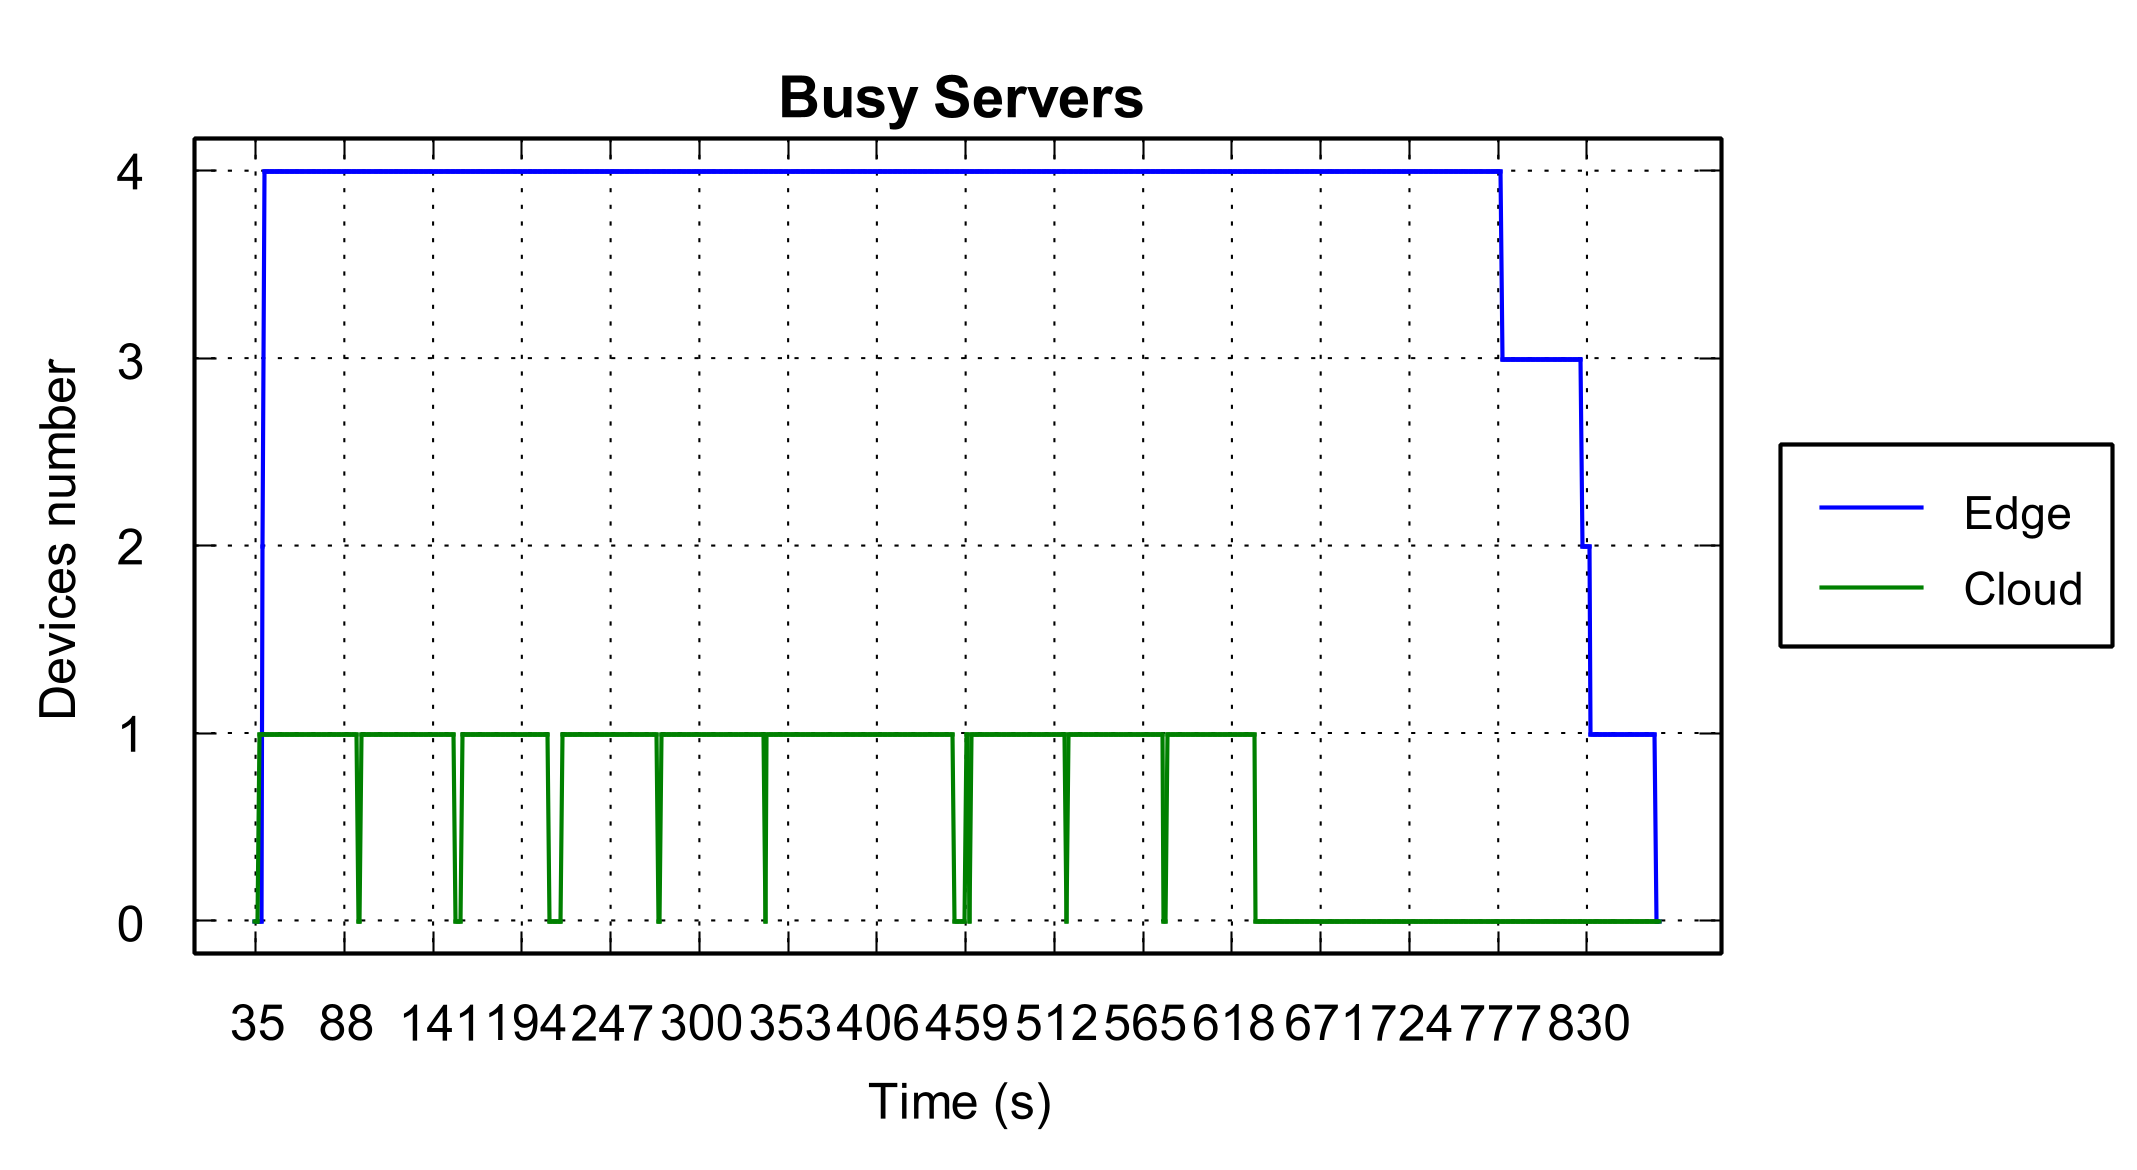 Busy Servers
4
3
2
1
0
Devices number
35 88 141 194 247 300 353 406 459 512 565 618 671 724 777 830
Time (s)
Edge
Cloud